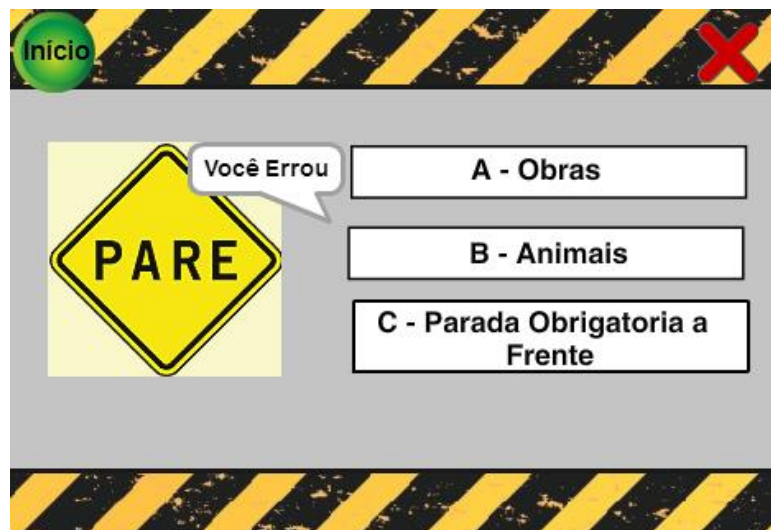 Início
Você Errou
A - Obras
PARE
B - Animais
C - Parada Obrigatoria a
Frente